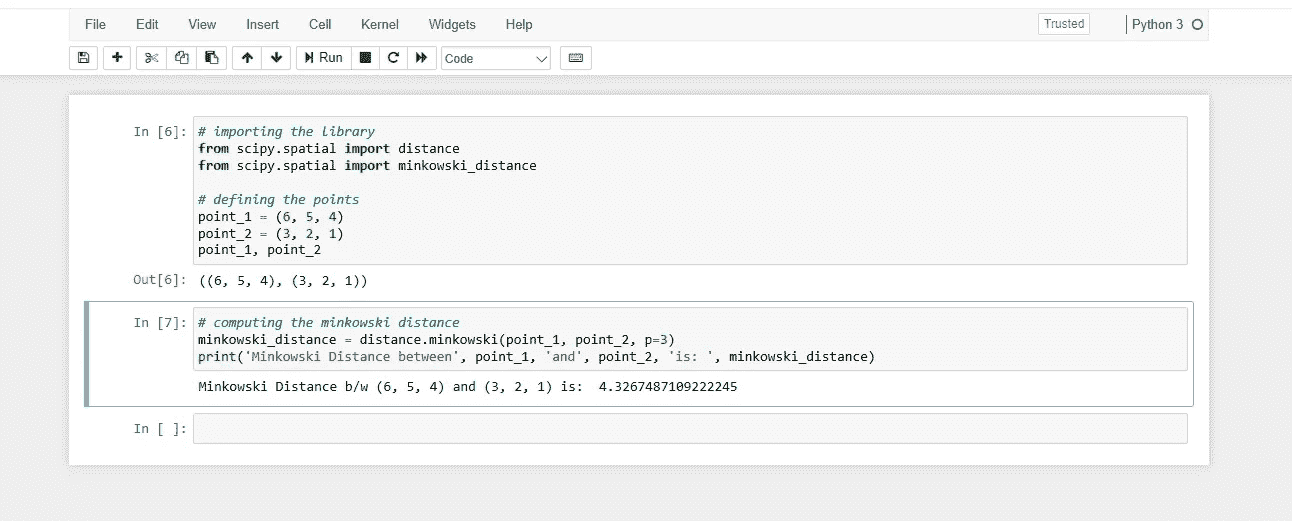 File Edit View Insert Cell Kernel Widgets Help Trusted Python 3
Run Code
In [6]: # importing the library
from scipy.spatial import distance
from scipy.spatial import minkowski_distance
# defining the points
point_1 = (6, 5, 4)
point_2 = (3, 2, 1)
point_1, point_2
Out[6]: ((6, 5, 4), (3, 2, 1))
In [7]: # computing the minkowski distance
minkowski_distance = distance.minkowski(point_1, point_2, p=3)
print('Minkowski Distance between', point_1, 'and', point_2, 'is: ', minkowski_distance)
Minkowski Distance b/w (6, 5, 4) and (3, 2, 1) is:  4.3267487109222245
In [ ]: